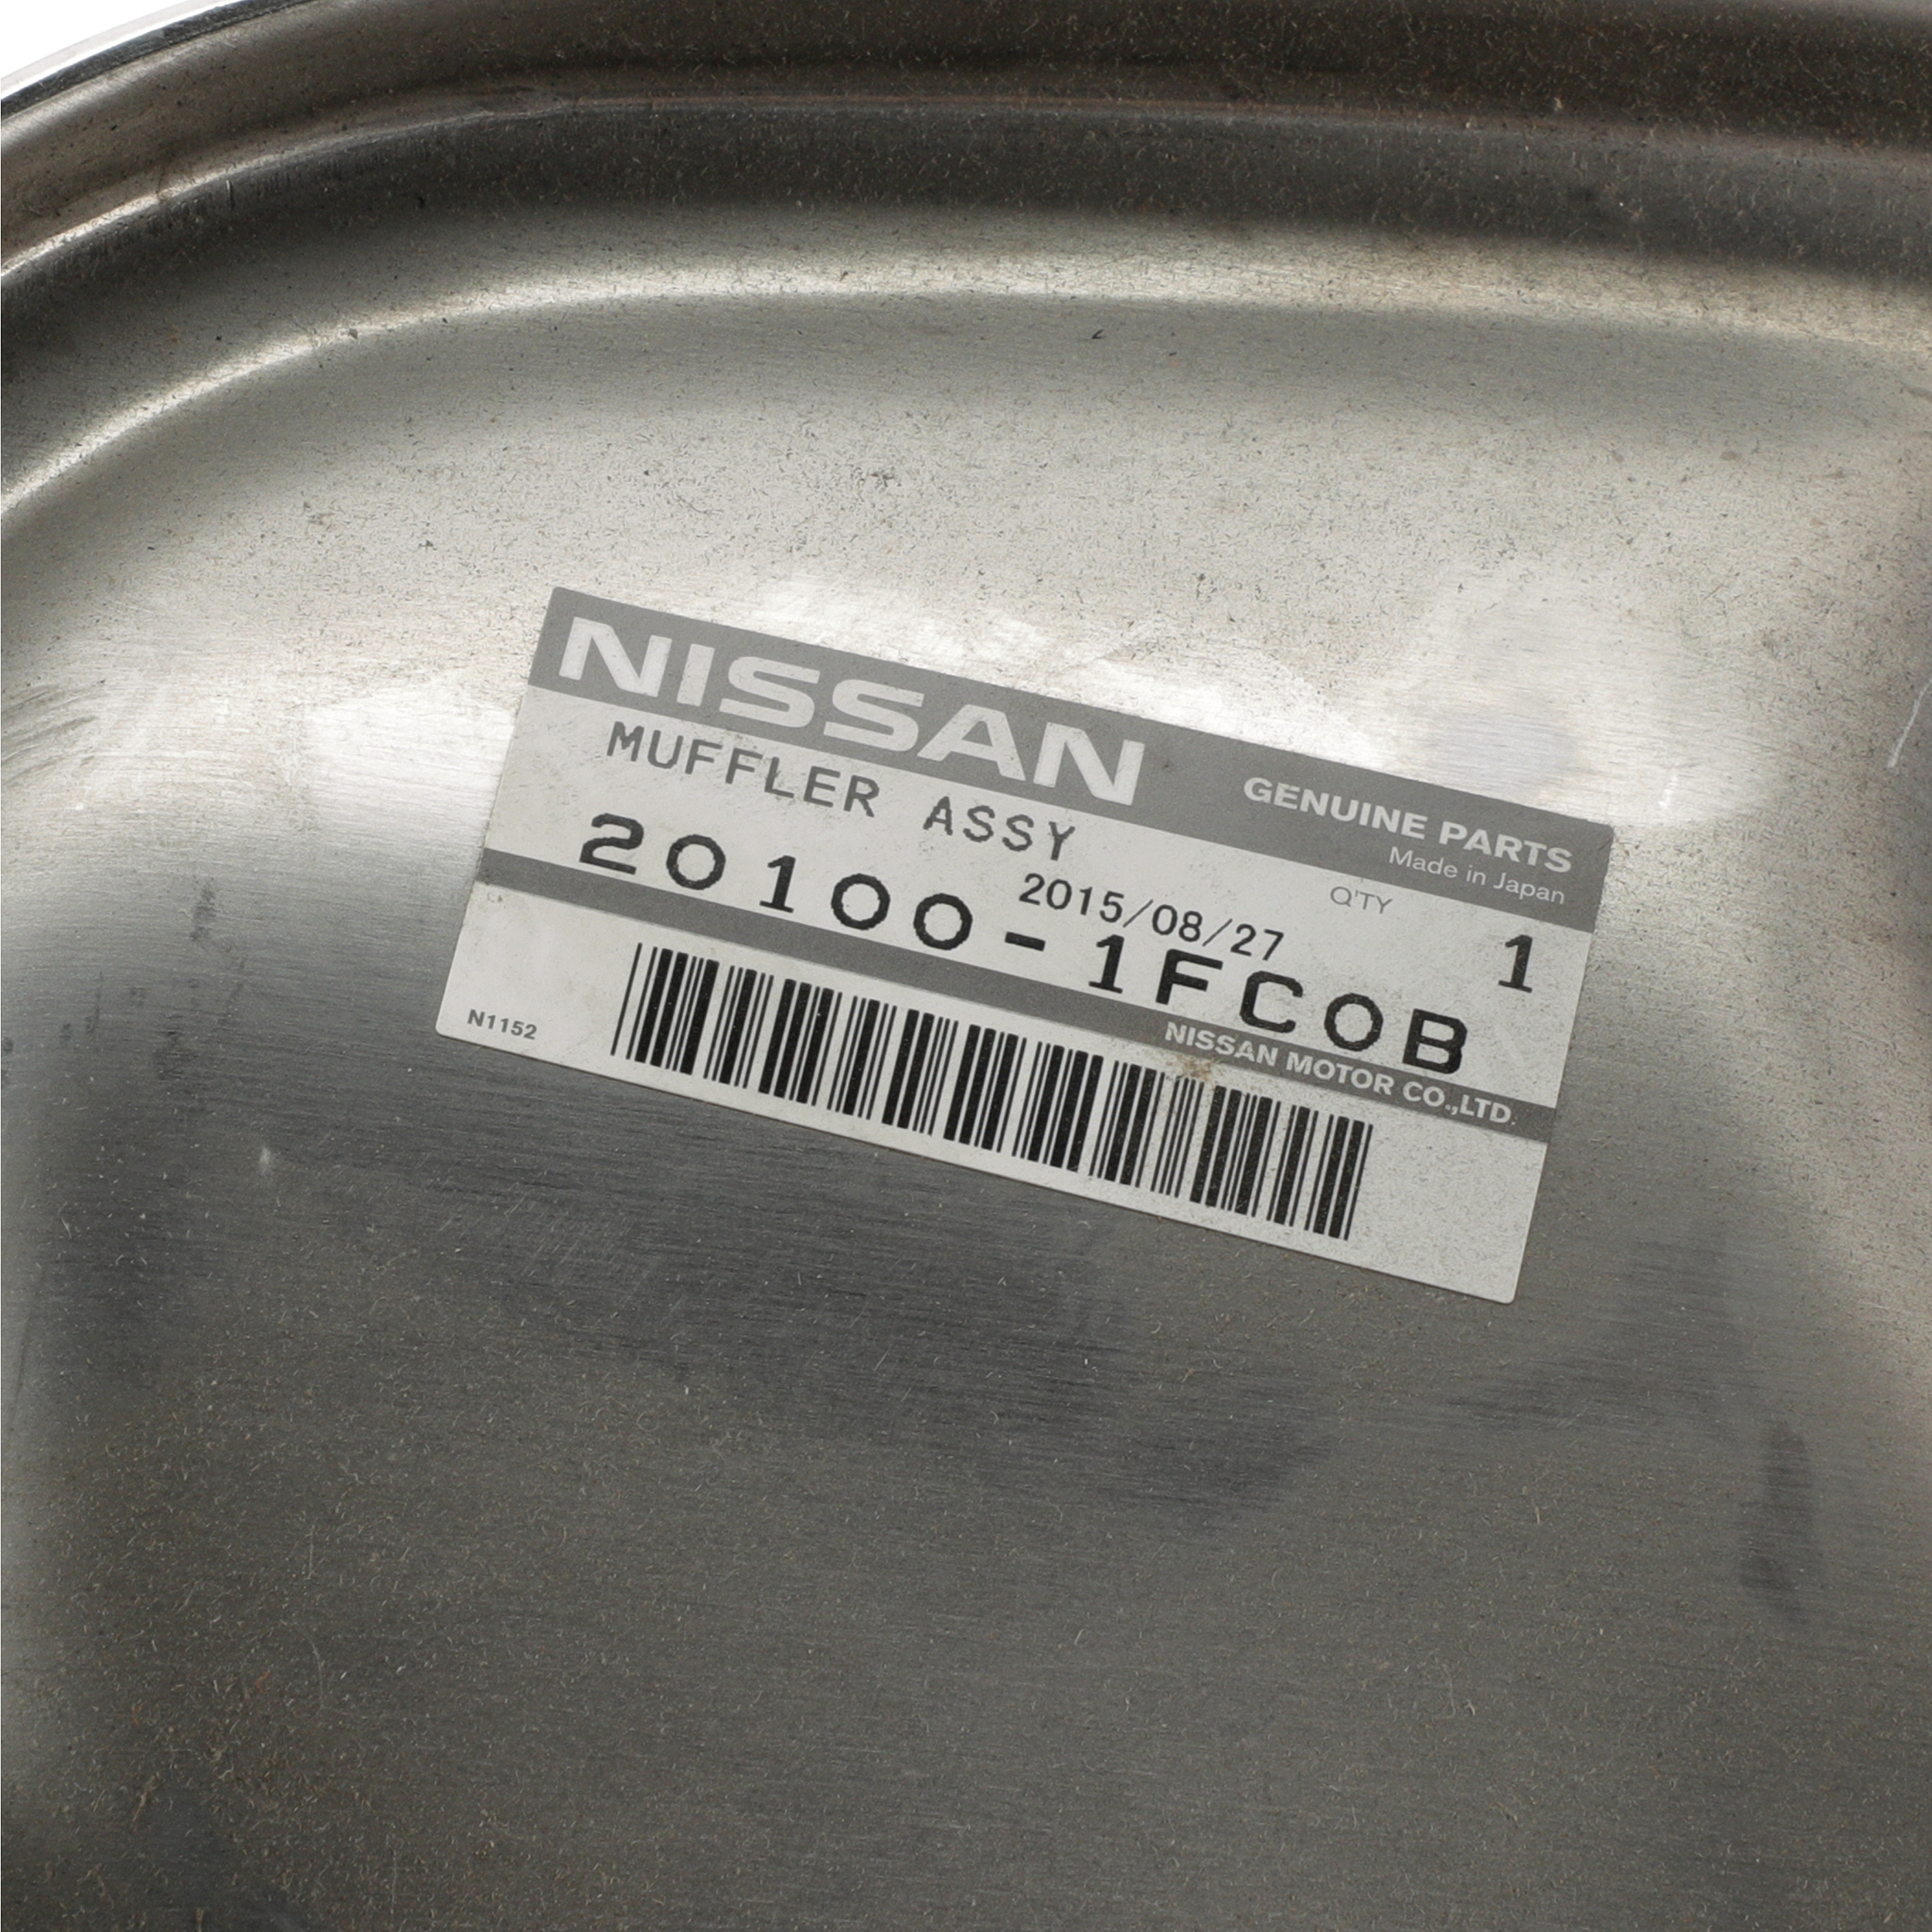 NISSAN GENUINE PARTS
Made in Japan
MUFFLER ASSY
2015/08/27
Q'TY 1
20100-1FC0B
NISSAN MOTOR CO.,LTD.
N1152